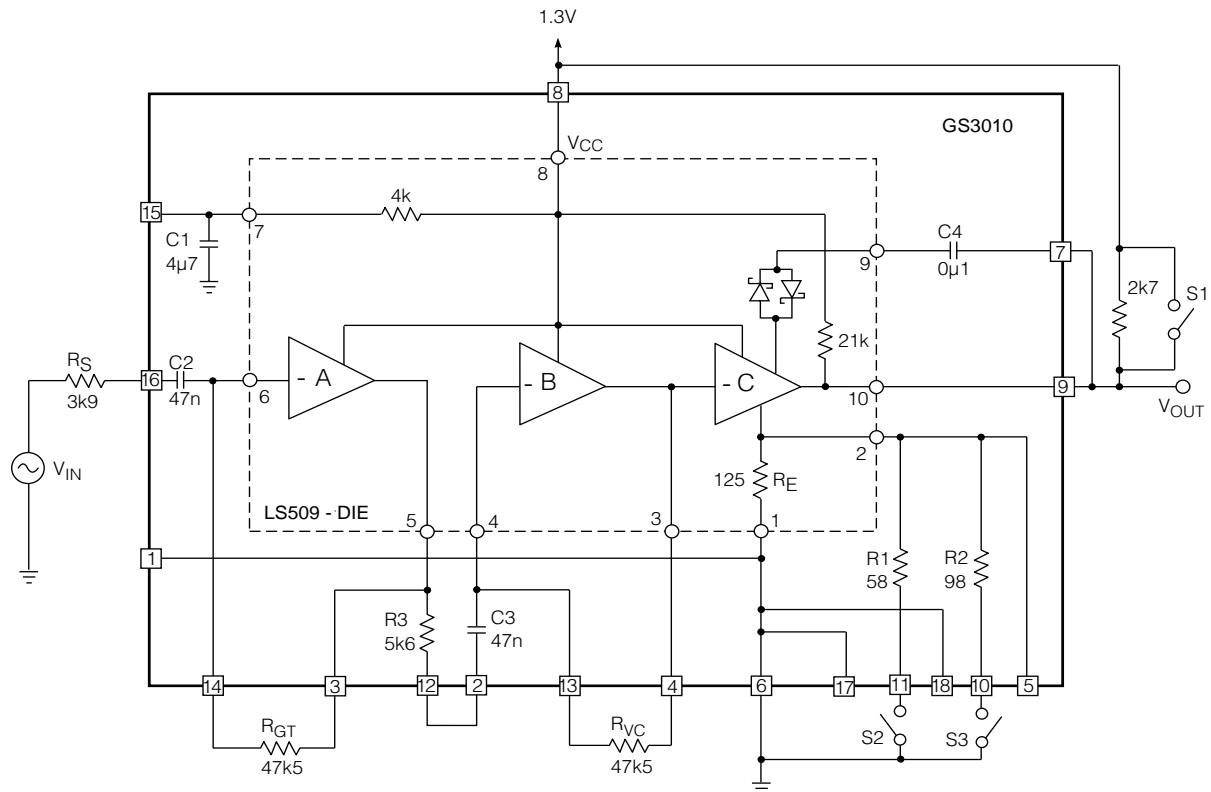 1.3V
8
GS3010
VCC
8
4k
15
7
C1
4µ7
C4
0µ1
9
7
2k7
S1
21k
RS
3k9
16
C2
47n
6
- A
- B
- C
10
9
VOUT
2
VIN
125
RE
LS509 - DIE
5
4
3
1
1
R1
58
R2
98
R3
5k6
C3
47n
14
3
12
2
13
4
6
17
11
18
10
5
RGT
47k5
RVC
47k5
S2
S3